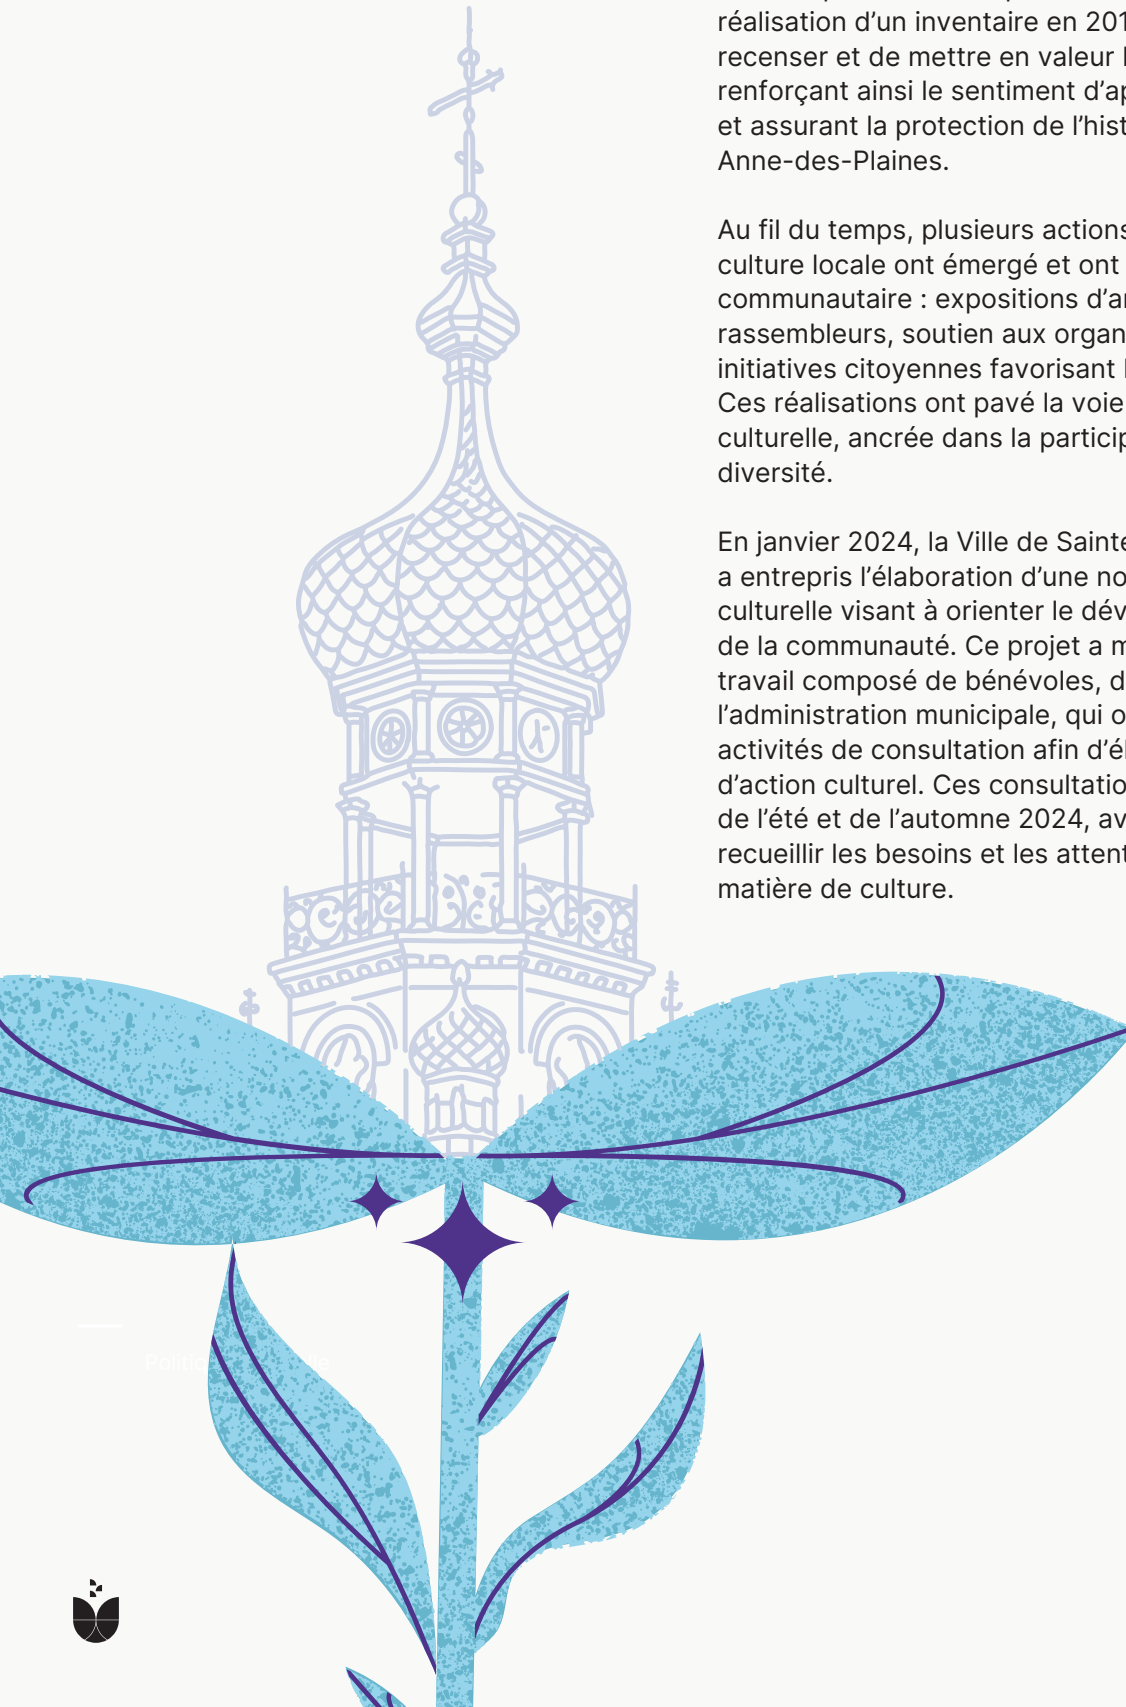 réalisation d’un inventaire en 201
recenser et de mettre en valeur l
renforçant ainsi le sentiment d’ap
et assurant la protection de l’hist
Anne-des-Plaines.
Au fil du temps, plusieurs actions
culture locale ont émergé et ont
communautaire : expositions d’ar
rassembleurs, soutien aux organ
initiatives citoyennes favorisant l
Ces réalisations ont pavé la voie
culturelle, ancrée dans la particip
diversité.
En janvier 2024, la Ville de Sainte
a entrepris l’élaboration d’une no
culturelle visant à orienter le dév
de la communauté. Ce projet a m
travail composé de bénévoles, d
l’administration municipale, qui o
activités de consultation afin d’él
d’action culturel. Ces consultatio
de l’été et de l’automne 2024, av
recueillir les besoins et les attent
matière de culture.